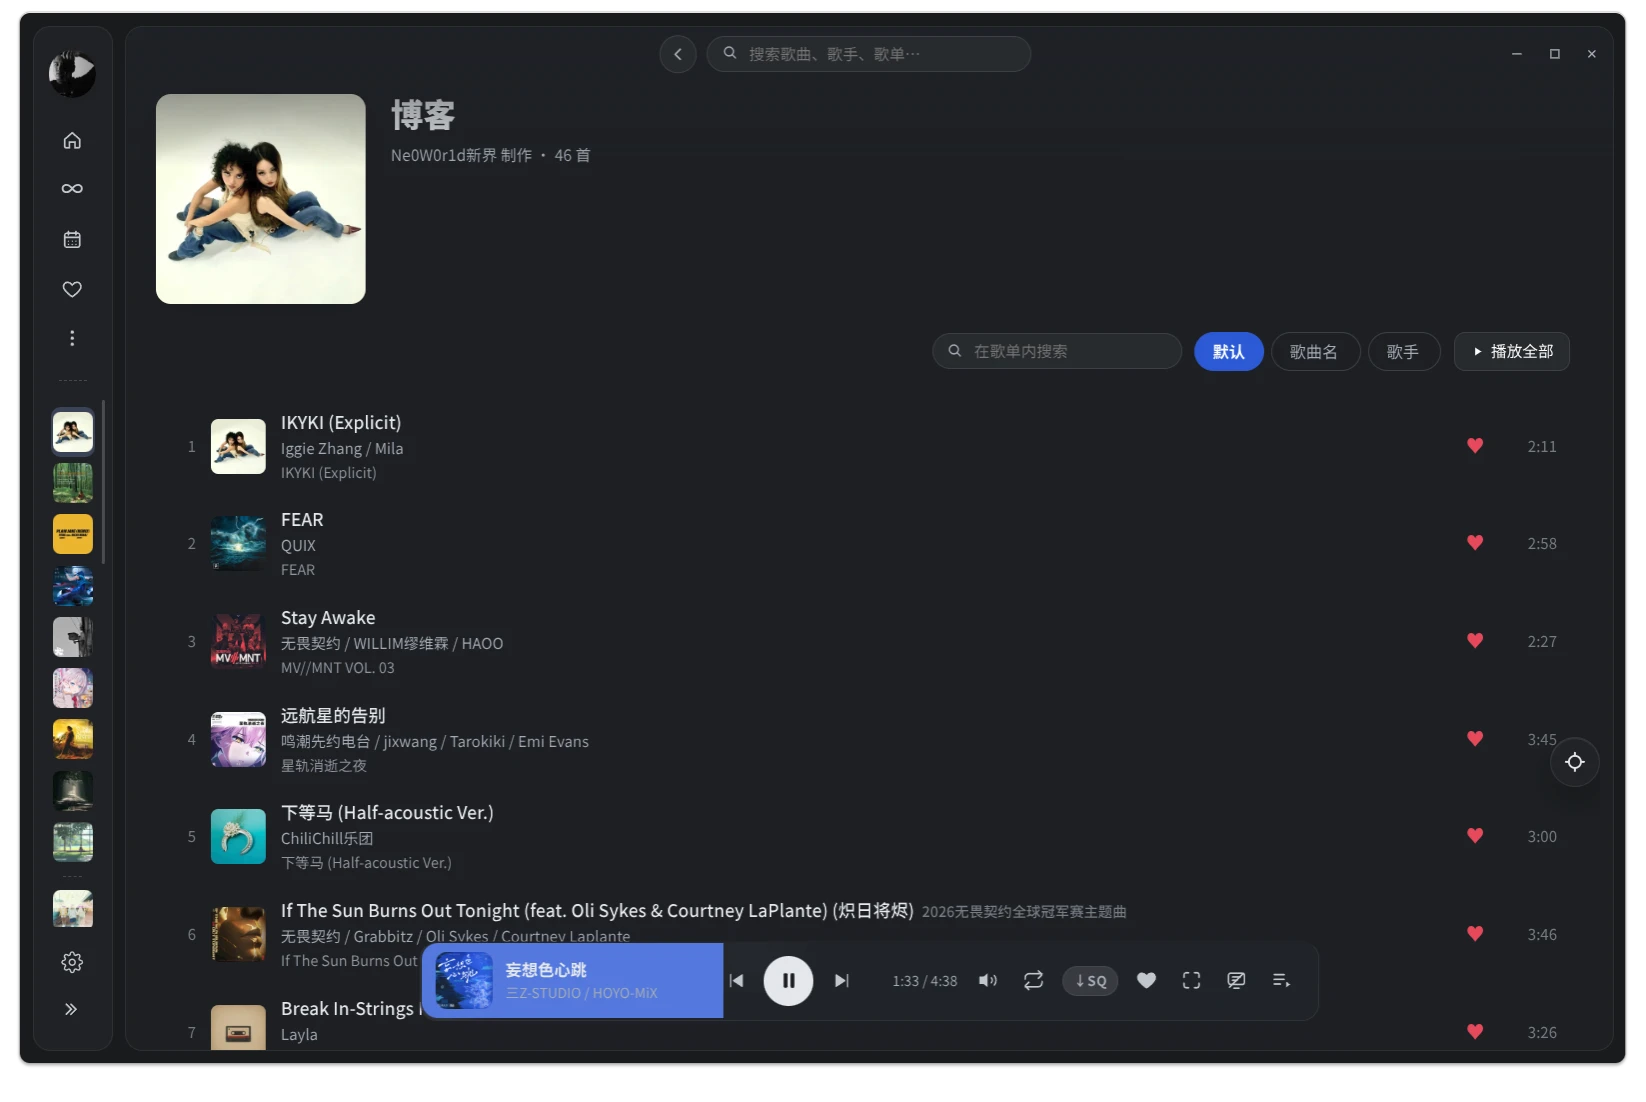 搜索歌曲、歌手、歌单…
博客
Ne0W0r1d新界 制作 · 46 首
在歌单内搜索
默认
歌曲名
歌手
播放全部
1
IKYKI (Explicit)
Iggie Zhang / Mila
IKYKI (Explicit)
2:11
2
FEAR
QUIX
FEAR
2:58
3
MV//MNT
Stay Awake
无畏契约 / WILLIM缪维霖 / HAOO
MV//MNT VOL. 03
2:27
4
远航星的告别
鸣潮先约电台 / jixwang / Tarokiki / Emi Evans
星轨消逝之夜
3:45
5
下等马 (Half-acoustic Ver.)
ChiliChill乐团
下等马 (Half-acoustic Ver.)
3:00
6
If The Sun Burns Out Tonight (feat. Oli Sykes & Courtney LaPlante) (炽日将烬) 2026无畏契约全球冠军赛主题曲
无畏契约 / Grabbitz / Oli Sykes / Courtney Laplante
If The Sun Burns Out
3:46
妄想色心跳
三Z-STUDIO / HOYO-MiX
1:33 / 4:38
↓SQ
7
Break In-Strings
Layla
3:26